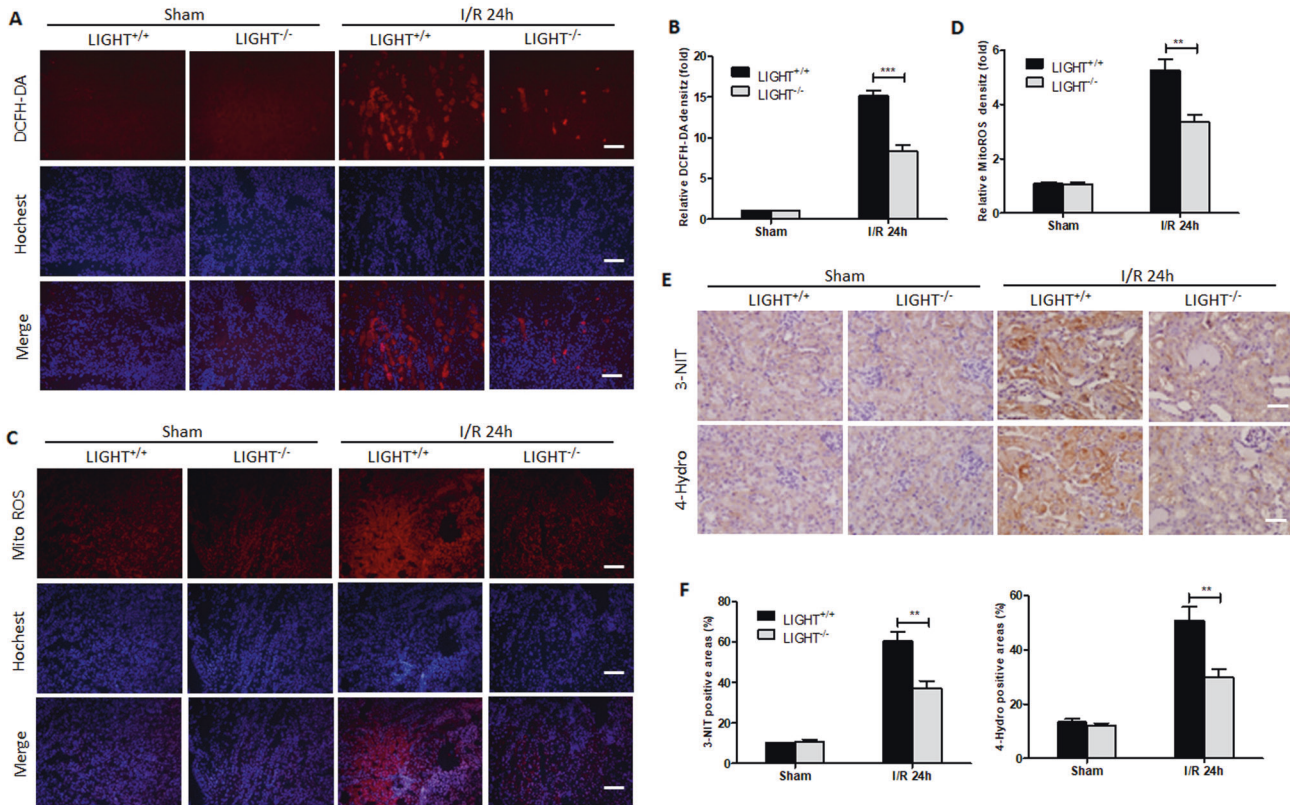 A
Sham
I/R 24h
LIGHT+/+
LIGHT-/-
LIGHT+/+
LIGHT-/-
DCFH-DA
Hochest
Merge
B
Relative DCFH-DA densitz (fold)
20
15
10
5
0
LIGHT+/+
LIGHT-/-
***
Sham
I/R 24h
D
Relative MitoROS densitz (fold)
6
4
2
0
LIGHT+/+
LIGHT-/-
**
Sham
I/R 24h
C
Sham
I/R 24h
LIGHT+/+
LIGHT-/-
LIGHT+/+
LIGHT-/-
Mito ROS
Hochest
Merge
E
Sham
I/R 24h
LIGHT+/+
LIGHT-/-
LIGHT+/+
LIGHT-/-
3-NIT
4-Hydro
F
3-NIT positive areas (%)
80
60
40
20
0
LIGHT+/+
LIGHT-/-
**
Sham
I/R 24h
4-Hydro positive areas (%)
60
50
40
30
20
10
0
**
Sham
I/R 24h